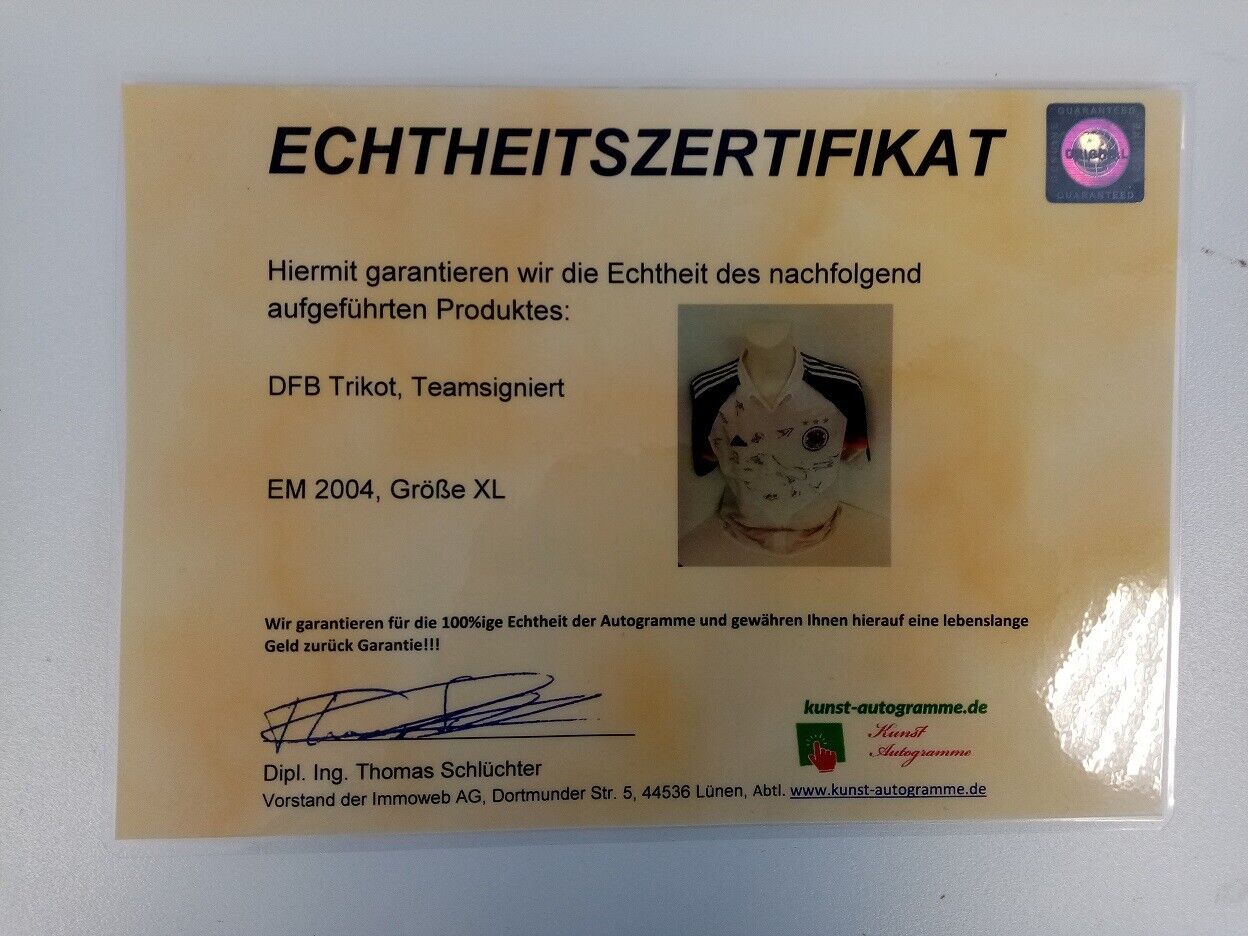 ECHTHEITSZERTIFIKAT
GUARANTEED
ORIGINAL
GUARANTEED
Hiermit garantieren wir die Echtheit des nachfolgend
aufgeführten Produktes:
DFB Trikot, Teamsigniert
EM 2004, Größe XL
Wir garantieren für die 100%ige Echtheit der Autogramme und gewähren Ihnen hierauf eine lebenslange
Geld zurück Garantie!!!
kunst-autogramme.de
Kunst
Autogramme
Dipl. Ing. Thomas Schlüchter
Vorstand der Immoweb AG, Dortmunder Str. 5, 44536 Lünen, Abtl. www.kunst-autogramme.de